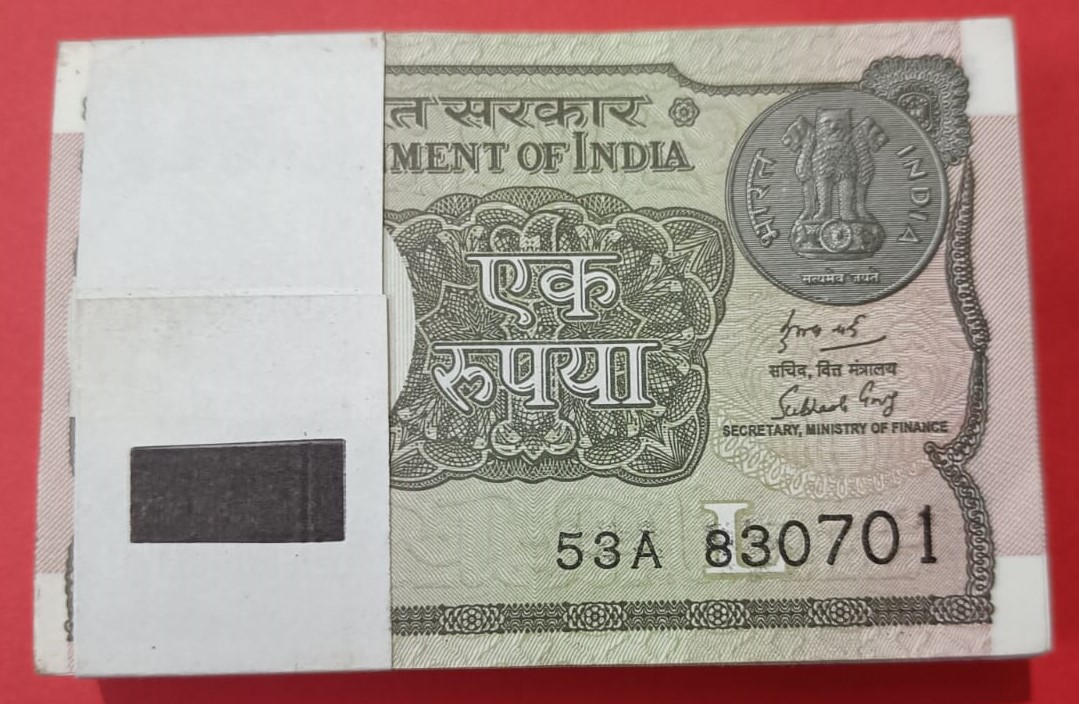 त सरकार
MENT OF INDIA
भारत INDIA
सत्यमेव जयते
एक
रुपया
सचिव, वित्त मंत्रालय
SECRETARY, MINISTRY OF FINANCE
L
53A 830701